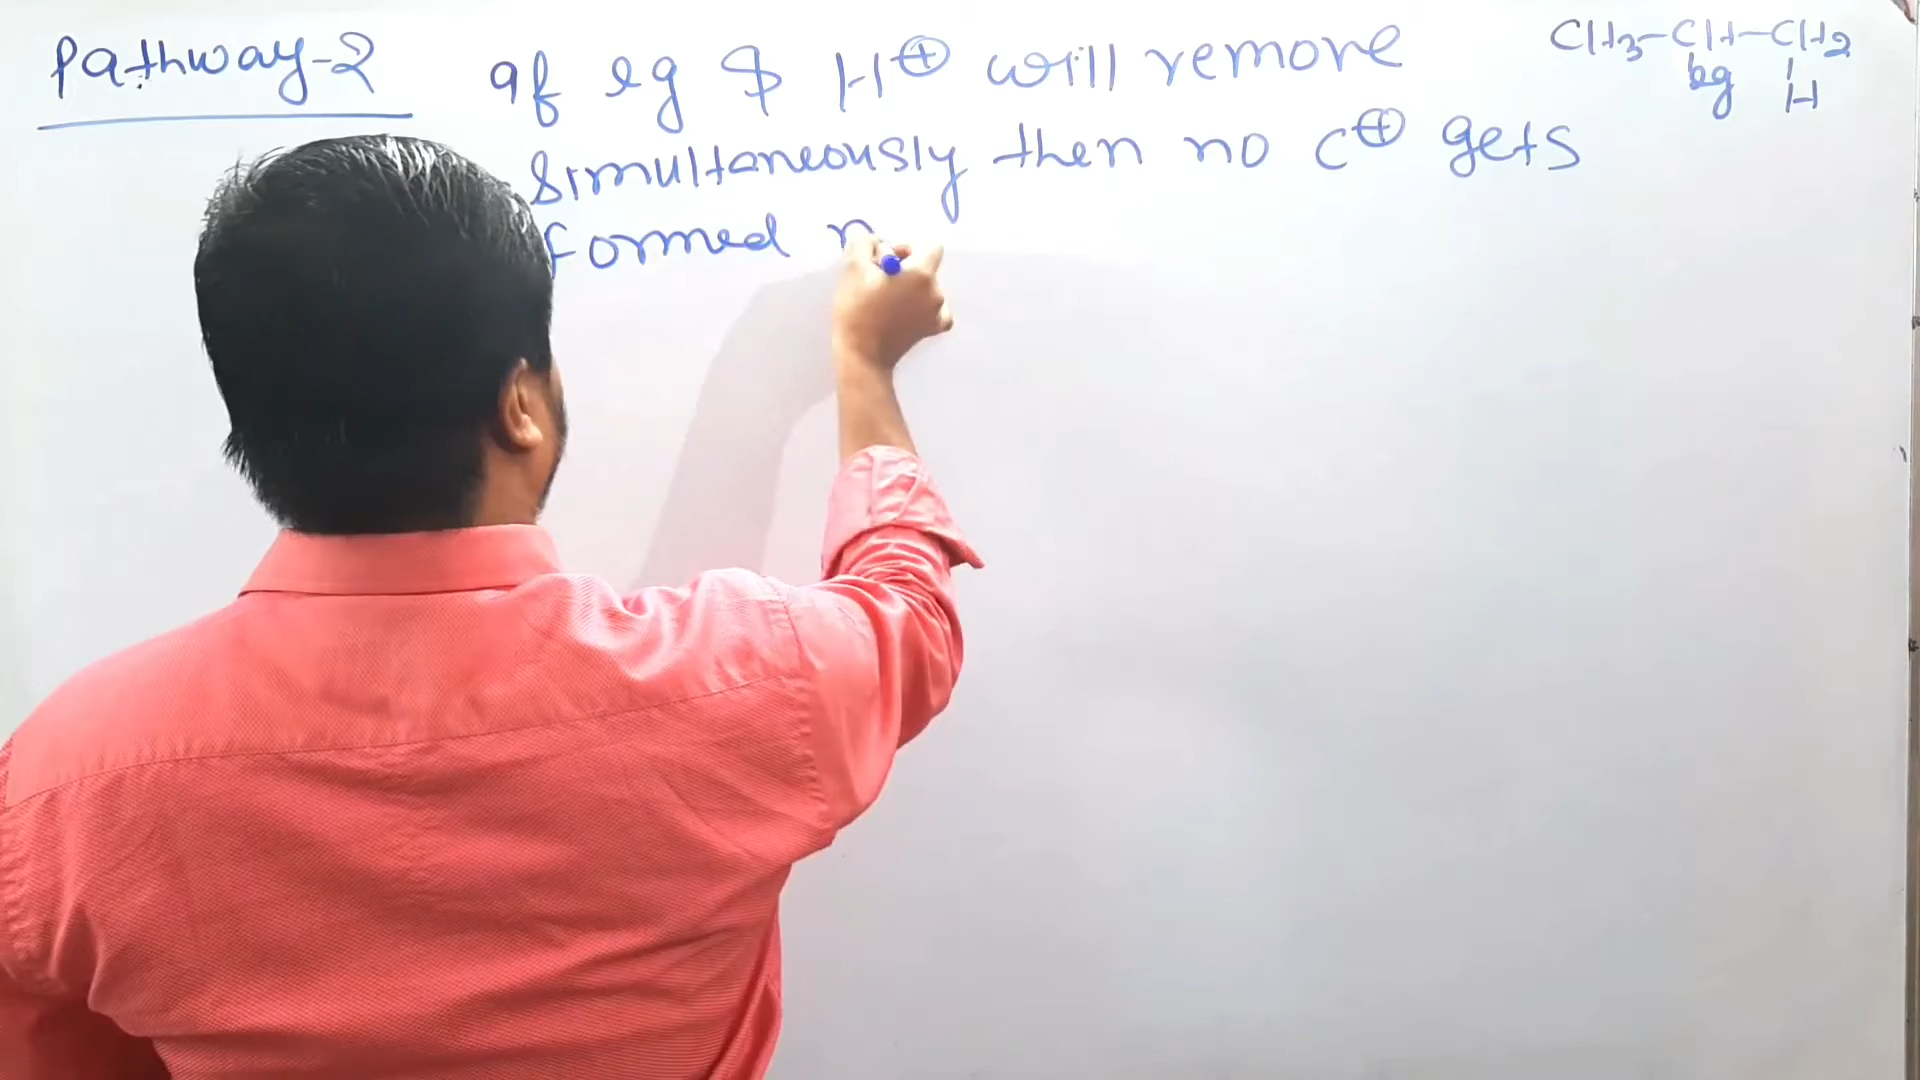 Pathway-2
If lg & H⊕ will remove
simultaneously then no C⊕ gets
formed n
CH3-CH-CH2
lg H